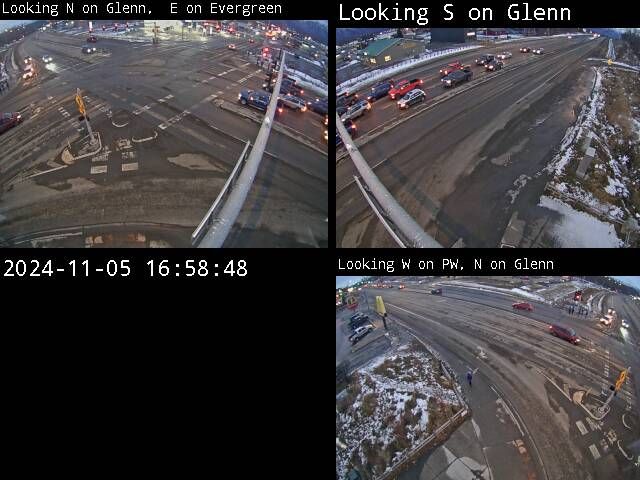 Looking N on Glenn,  E on Evergreen
Looking S on Glenn
2024-11-05 16:58:48
Looking W on PW, N on Glenn